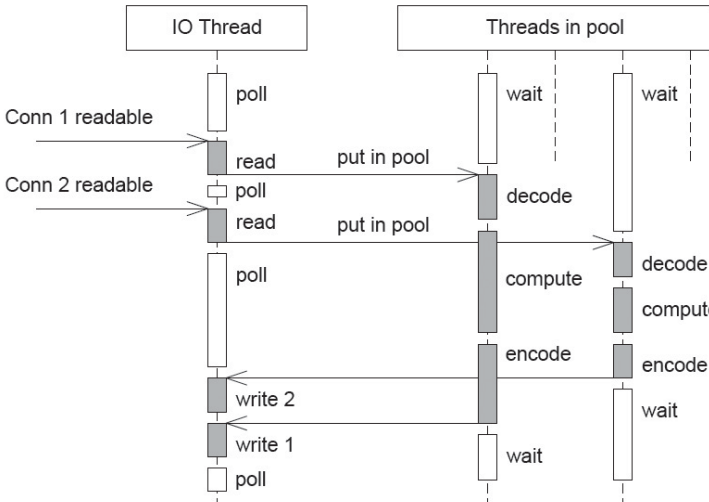 IO Thread
Threads in pool
poll
wait
wait
Conn 1 readable
put in pool
read
Conn 2 readable
poll
decode
read
put in pool
decode
poll
compute
encode
encode
write 2
wait
write 1
wait
poll